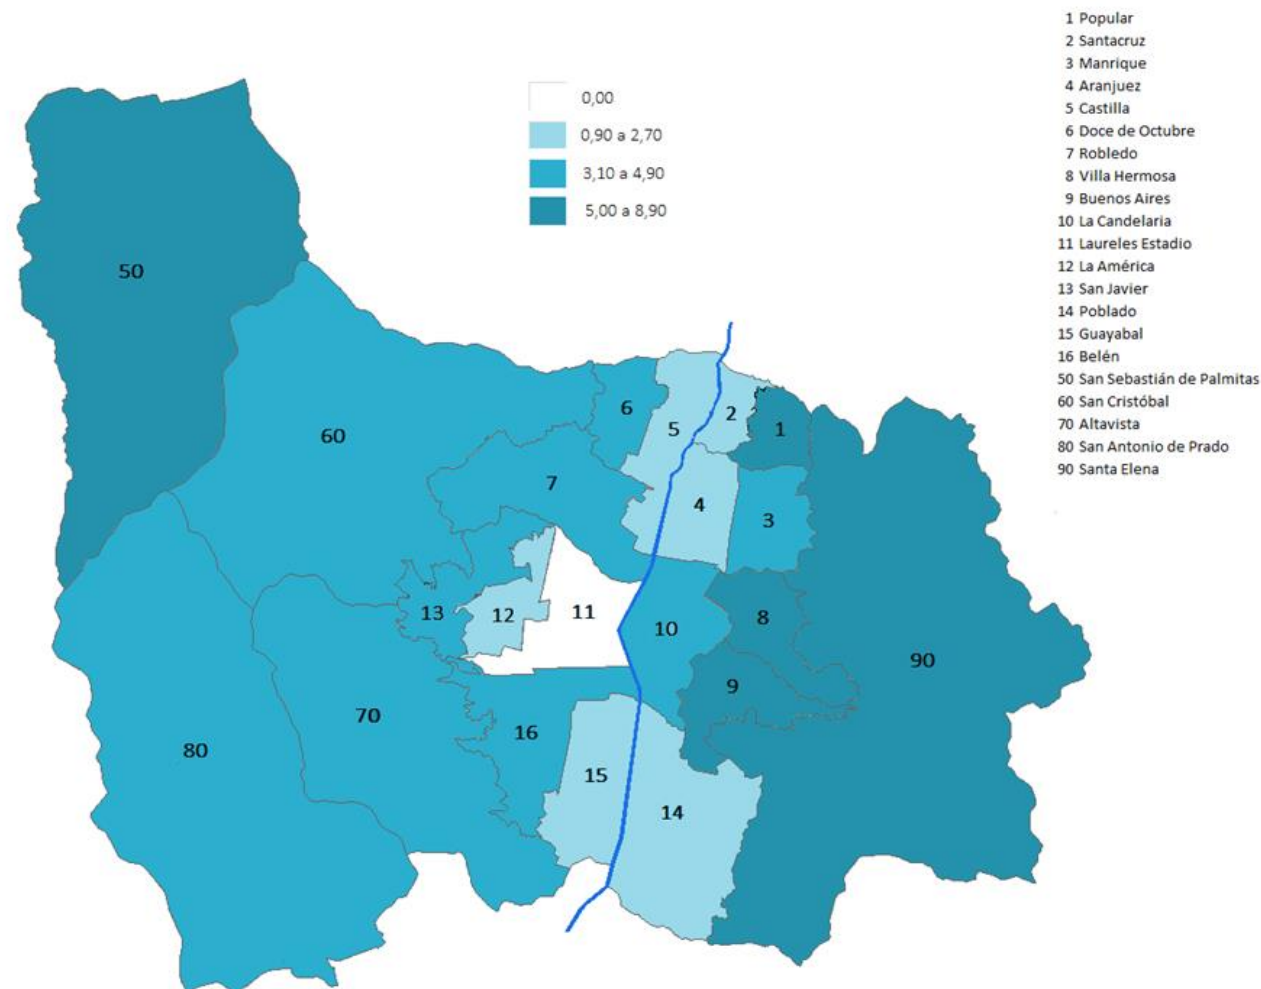 1 Popular
2 Santacruz
3 Manrique
4 Aranjuez
5 Castilla
6 Doce de Octubre
7 Robledo
8 Villa Hermosa
9 Buenos Aires
10 La Candelaria
11 Laureles Estadio
12 La América
13 San Javier
14 Poblado
15 Guayabal
16 Belén
50 San Sebastián de Palmitas
60 San Cristóbal
70 Altavista
80 San Antonio de Prado
90 Santa Elena
0,00
0,90 a 2,70
3,10 a 4,90
5,00 a 8,90
50
60
6
5
2
1
7
4
3
13
12
11
10
8
9
90
70
80
16
15
14